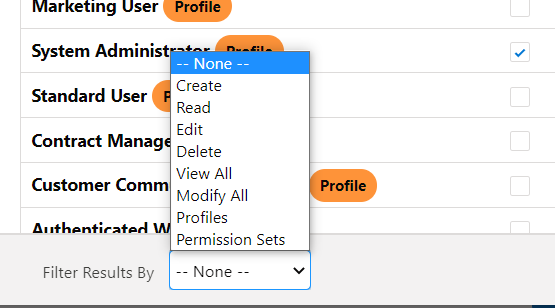 Marketing User Profile
System Administrator Profile
-- None --
Create
Standard User
Read
Edit
Contract Manage
Delete
View All
Customer Comm Profile
Modify All
Profiles
Authenticated W
Permission Sets
Filter Results By -- None --